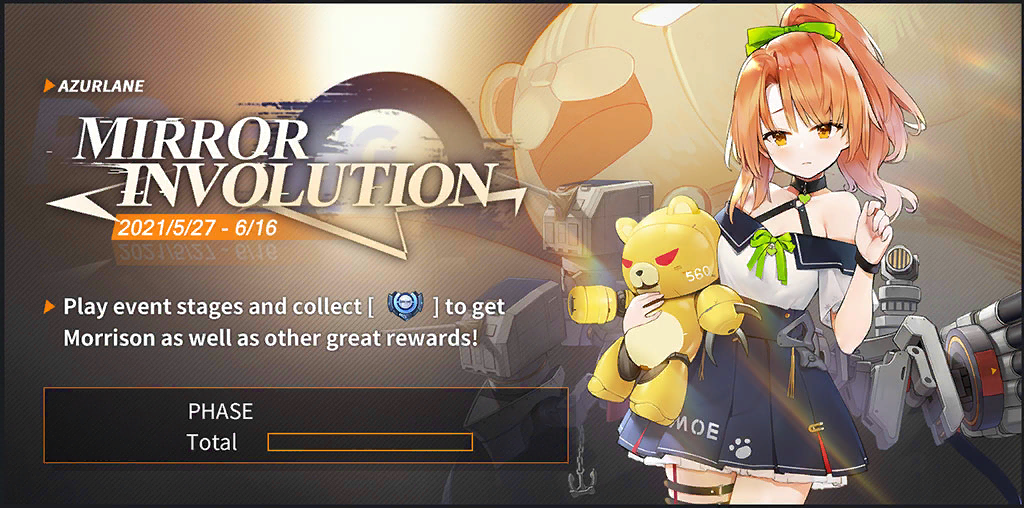 AZURLANE
MIRROR
INVOLUTION
2021/5/27 - 6/16
Play event stages and collect [ ] to get
Morrison as well as other great rewards!
PHASE
Total
560
MOE